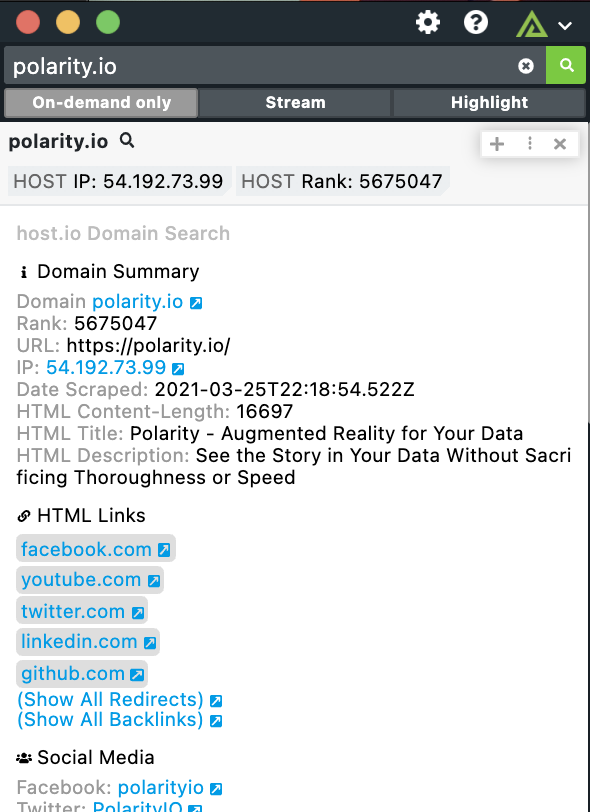 polarity.io
On-demand only Stream Highlight
polarity.io
HOST IP: 54.192.73.99 HOST Rank: 5675047
host.io Domain Search
Domain Summary
Domain polarity.io
Rank: 5675047
URL: https://polarity.io/
IP: 54.192.73.99
Date Scraped: 2021-03-25T22:18:54.522Z
HTML Content-Length: 16697
HTML Title: Polarity - Augmented Reality for Your Data
HTML Description: See the Story in Your Data Without Sacri
ficing Thoroughness or Speed
HTML Links
facebook.com
youtube.com
twitter.com
linkedin.com
github.com
(Show All Redirects)
(Show All Backlinks)
Social Media
Facebook: polarityio
Twitter: PolarityIO